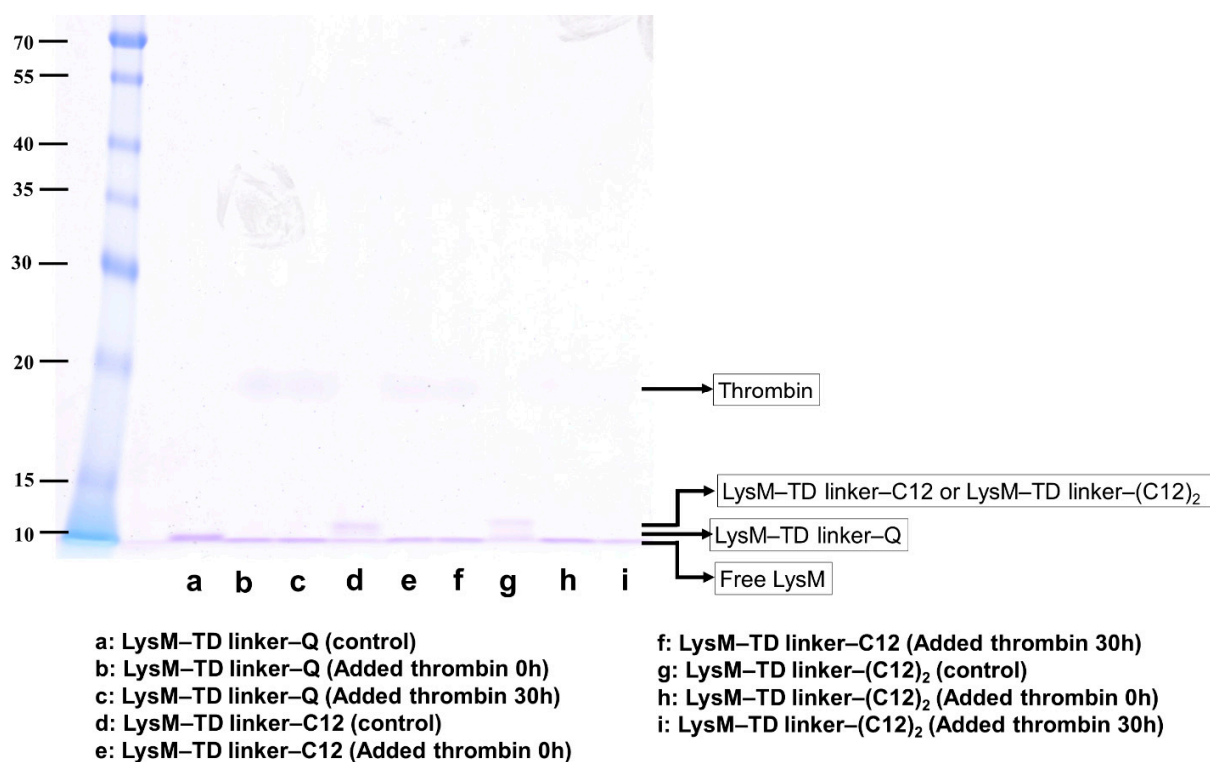 70
55
40
35
30
20
15
10
Thrombin
LysM–TD linker–C12 or LysM–TD linker–(C12)₂
LysM–TD linker–Q
Free LysM
a b c d e f g h i
a: LysM–TD linker–Q (control)
b: LysM–TD linker–Q (Added thrombin 0h)
c: LysM–TD linker–Q (Added thrombin 30h)
d: LysM–TD linker–C12 (control)
e: LysM–TD linker–C12 (Added thrombin 0h)
f: LysM–TD linker–C12 (Added thrombin 30h)
g: LysM–TD linker–(C12)₂ (control)
h: LysM–TD linker–(C12)₂ (Added thrombin 0h)
i: LysM–TD linker–(C12)₂ (Added thrombin 30h)